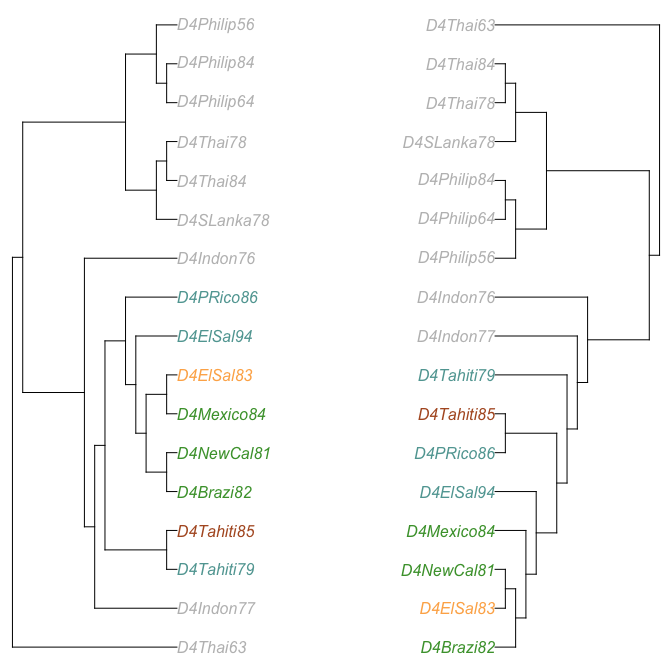 D4Philip56
D4Philip84
D4Philip64
D4Thai78
D4Thai84
D4SLanka78
D4Indon76
D4PRico86
D4ElSal94
D4ElSal83
D4Mexico84
D4NewCal81
D4Brazi82
D4Tahiti85
D4Tahiti79
D4Indon77
D4Thai63
D4Thai63
D4Thai84
D4Thai78
D4SLanka78
D4Philip84
D4Philip64
D4Philip56
D4Indon76
D4Indon77
D4Tahiti79
D4Tahiti85
D4PRico86
D4ElSal94
D4Mexico84
D4NewCal81
D4ElSal83
D4Brazi82